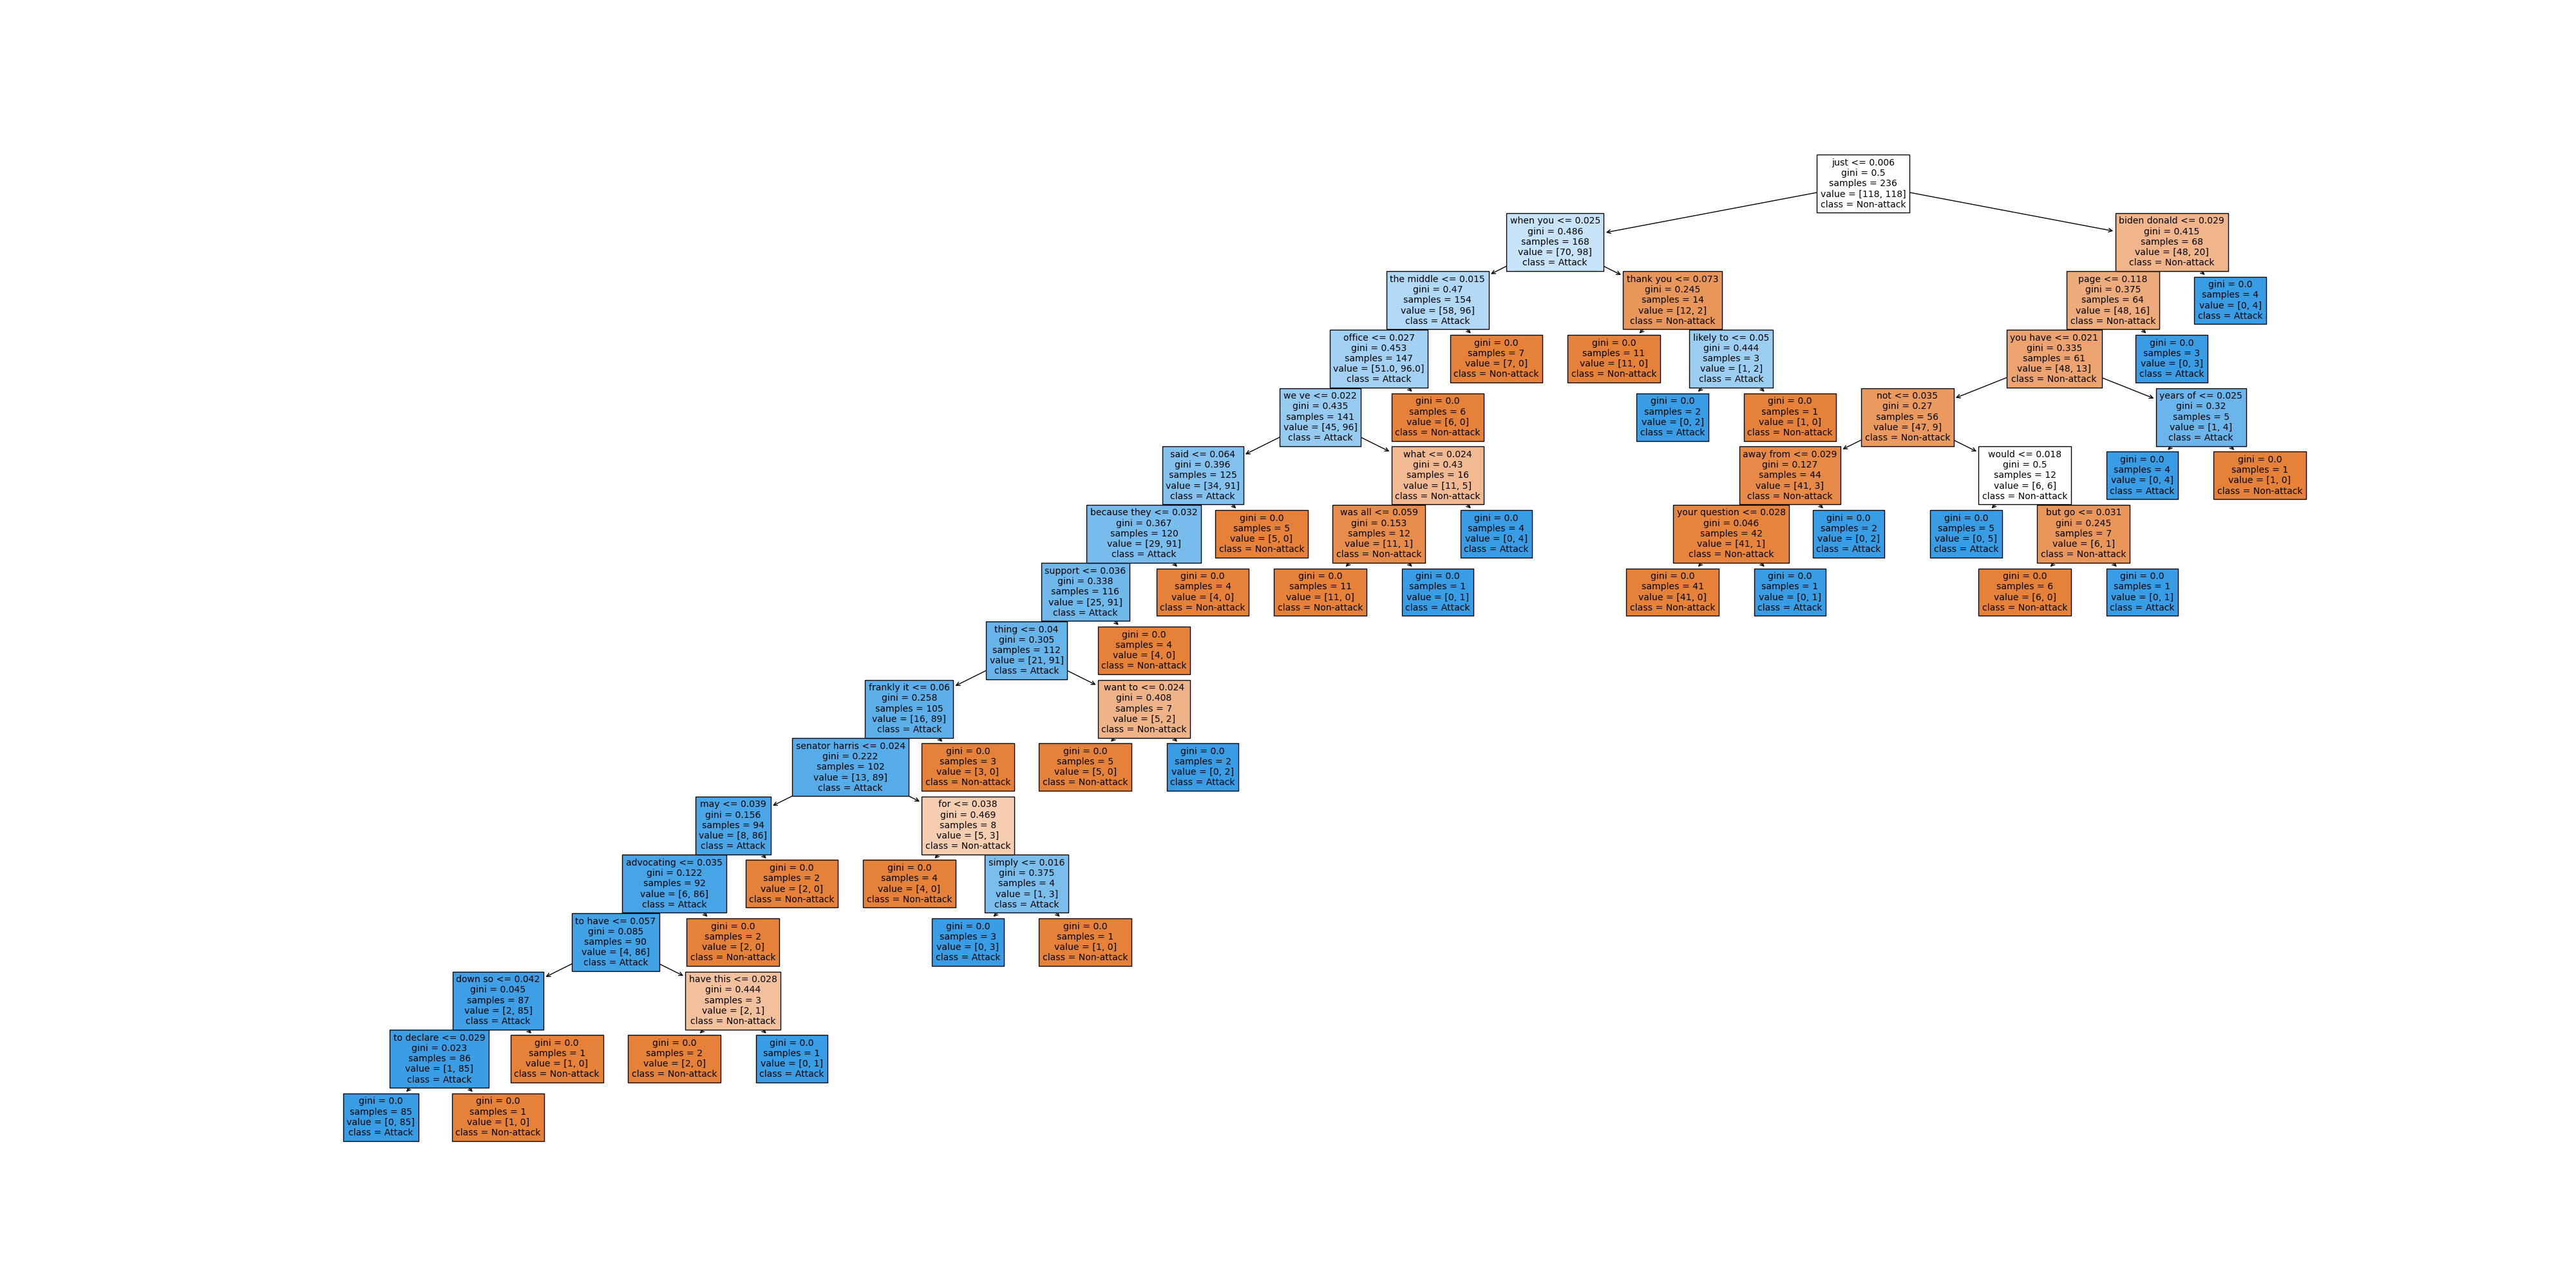 just <= 0.006
gini = 0.5
samples = 236
value = [118, 118]
class = Non-attack
when you <= 0.025
gini = 0.486
samples = 168
value = [70, 98]
class = Attack
biden donald <= 0.029
gini = 0.415
samples = 68
value = [48, 20]
class = Non-attack
the middle <= 0.015
gini = 0.47
samples = 154
value = [58, 96]
class = Attack
thank you <= 0.073
gini = 0.245
samples = 14
value = [12, 2]
class = Non-attack
page <= 0.118
gini = 0.375
samples = 64
value = [48, 16]
class = Non-attack
gini = 0.0
samples = 4
value = [0, 4]
class = Attack
office <= 0.027
gini = 0.453
samples = 147
value = [51.0, 96.0]
class = Attack
gini = 0.0
samples = 7
value = [7, 0]
class = Non-attack
gini = 0.0
samples = 11
value = [11, 0]
class = Non-attack
likely to <= 0.05
gini = 0.444
samples = 3
value = [1, 2]
class = Attack
you have <= 0.021
gini = 0.335
samples = 61
value = [48, 13]
class = Non-attack
gini = 0.0
samples = 3
value = [0, 3]
class = Attack
we ve <= 0.022
gini = 0.435
samples = 141
value = [45, 96]
class = Attack
gini = 0.0
samples = 6
value = [6, 0]
class = Non-attack
gini = 0.0
samples = 2
value = [0, 2]
class = Attack
gini = 0.0
samples = 1
value = [1, 0]
class = Non-attack
not <= 0.035
gini = 0.27
samples = 56
value = [47, 9]
class = Non-attack
years of <= 0.025
gini = 0.32
samples = 5
value = [1, 4]
class = Attack
said <= 0.064
gini = 0.396
samples = 125
value = [34, 91]
class = Attack
what <= 0.024
gini = 0.43
samples = 16
value = [11, 5]
class = Non-attack
away from <= 0.029
gini = 0.127
samples = 44
value = [41, 3]
class = Non-attack
would <= 0.018
gini = 0.5
samples = 12
value = [6, 6]
class = Non-attack
gini = 0.0
samples = 4
value = [0, 4]
class = Attack
gini = 0.0
samples = 1
value = [1, 0]
class = Non-attack
because they <= 0.032
gini = 0.367
samples = 120
value = [29, 91]
class = Attack
gini = 0.0
samples = 5
value = [5, 0]
class = Non-attack
was all <= 0.059
gini = 0.153
samples = 12
value = [11, 1]
class = Non-attack
gini = 0.0
samples = 4
value = [0, 4]
class = Attack
your question <= 0.028
gini = 0.046
samples = 42
value = [41, 1]
class = Non-attack
gini = 0.0
samples = 2
value = [0, 2]
class = Attack
gini = 0.0
samples = 5
value = [0, 5]
class = Attack
but go <= 0.031
gini = 0.245
samples = 7
value = [6, 1]
class = Non-attack
support <= 0.036
gini = 0.338
samples = 116
value = [25, 91]
class = Attack
gini = 0.0
samples = 4
value = [4, 0]
class = Non-attack
gini = 0.0
samples = 11
value = [11, 0]
class = Non-attack
gini = 0.0
samples = 1
value = [0, 1]
class = Attack
gini = 0.0
samples = 41
value = [41, 0]
class = Non-attack
gini = 0.0
samples = 1
value = [0, 1]
class = Attack
gini = 0.0
samples = 6
value = [6, 0]
class = Non-attack
gini = 0.0
samples = 1
value = [0, 1]
class = Attack
thing <= 0.04
gini = 0.305
samples = 112
value = [21, 91]
class = Attack
gini = 0.0
samples = 4
value = [4, 0]
class = Non-attack
frankly it <= 0.06
gini = 0.258
samples = 105
value = [16, 89]
class = Attack
want to <= 0.024
gini = 0.408
samples = 7
value = [5, 2]
class = Non-attack
senator harris <= 0.024
gini = 0.222
samples = 102
value = [13, 89]
class = Attack
gini = 0.0
samples = 3
value = [3, 0]
class = Non-attack
gini = 0.0
samples = 5
value = [5, 0]
class = Non-attack
gini = 0.0
samples = 2
value = [0, 2]
class = Attack
may <= 0.039
gini = 0.156
samples = 94
value = [8, 86]
class = Attack
for <= 0.038
gini = 0.469
samples = 8
value = [5, 3]
class = Non-attack
advocating <= 0.035
gini = 0.122
samples = 92
value = [6, 86]
class = Attack
gini = 0.0
samples = 2
value = [2, 0]
class = Non-attack
gini = 0.0
samples = 4
value = [4, 0]
class = Non-attack
simply <= 0.016
gini = 0.375
samples = 4
value = [1, 3]
class = Attack
to have <= 0.057
gini = 0.085
samples = 90
value = [4, 86]
class = Attack
gini = 0.0
samples = 2
value = [2, 0]
class = Non-attack
gini = 0.0
samples = 3
value = [0, 3]
class = Attack
gini = 0.0
samples = 1
value = [1, 0]
class = Non-attack
down so <= 0.042
gini = 0.045
samples = 87
value = [2, 85]
class = Attack
have this <= 0.028
gini = 0.444
samples = 3
value = [2, 1]
class = Non-attack
to declare <= 0.029
gini = 0.023
samples = 86
value = [1, 85]
class = Attack
gini = 0.0
samples = 1
value = [1, 0]
class = Non-attack
gini = 0.0
samples = 2
value = [2, 0]
class = Non-attack
gini = 0.0
samples = 1
value = [0, 1]
class = Attack
gini = 0.0
samples = 85
value = [0, 85]
class = Attack
gini = 0.0
samples = 1
value = [1, 0]
class = Non-attack